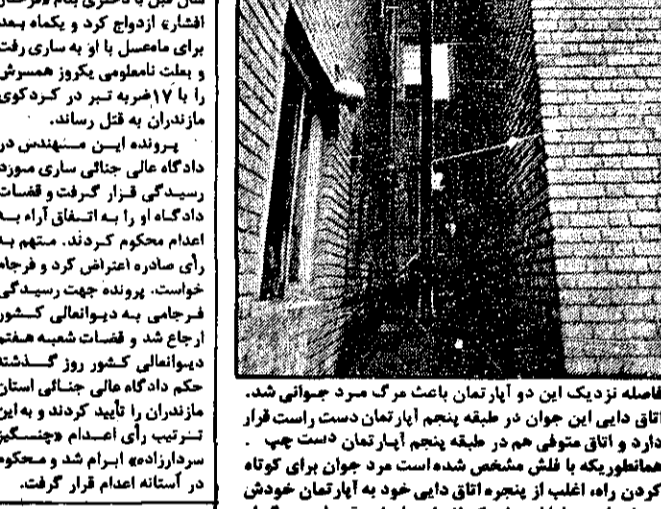 افشار» ازدواج کرد و یکماه بعد
برای ماه‌عسل با او به ساری رفت
و بعلت نامعلومی یکروز همسرش
را با ۱۷ ضربه تبر در کردکوی
مازندران به قتل رساند.
پرونده این مهندس در
دادگاه عالی جنائی ساری مورد
رسیدگی قرار گرفت و قضات
دادگاه او را به اتفاق آراء به
اعدام محکوم کردند. متهم به
رأی صادره اعتراض کرد و فرجام
خواست. پرونده جهت رسیدگی
فرجامی به دیوانعالی کشور
ارجاع شد و قضات شعبه هفتم
دیوانعالی کشور روز گذشته
حکم دادگاه عالی جنائی استان
مازندران را تأیید کردند و به این
ترتیب رأی اعدام «چنگیز
سردارزاده» ابرام شد و محکوم
در آستانه اعدام قرار گرفت.
فاصله نزدیک این دو آپارتمان باعث مرگ مرد جوانی شد.
اتاق دایی این جوان در طبقه پنجم آپارتمان دست راست قرار
دارد و اتاق متوفی هم در طبقه پنجم آپارتمان دست چپ .
همانطوریکه با فلش مشخص شده است مرد جوان برای کوتاه
کردن راه، اغلب از پنجره اتاق دایی خود به آپارتمان خودش